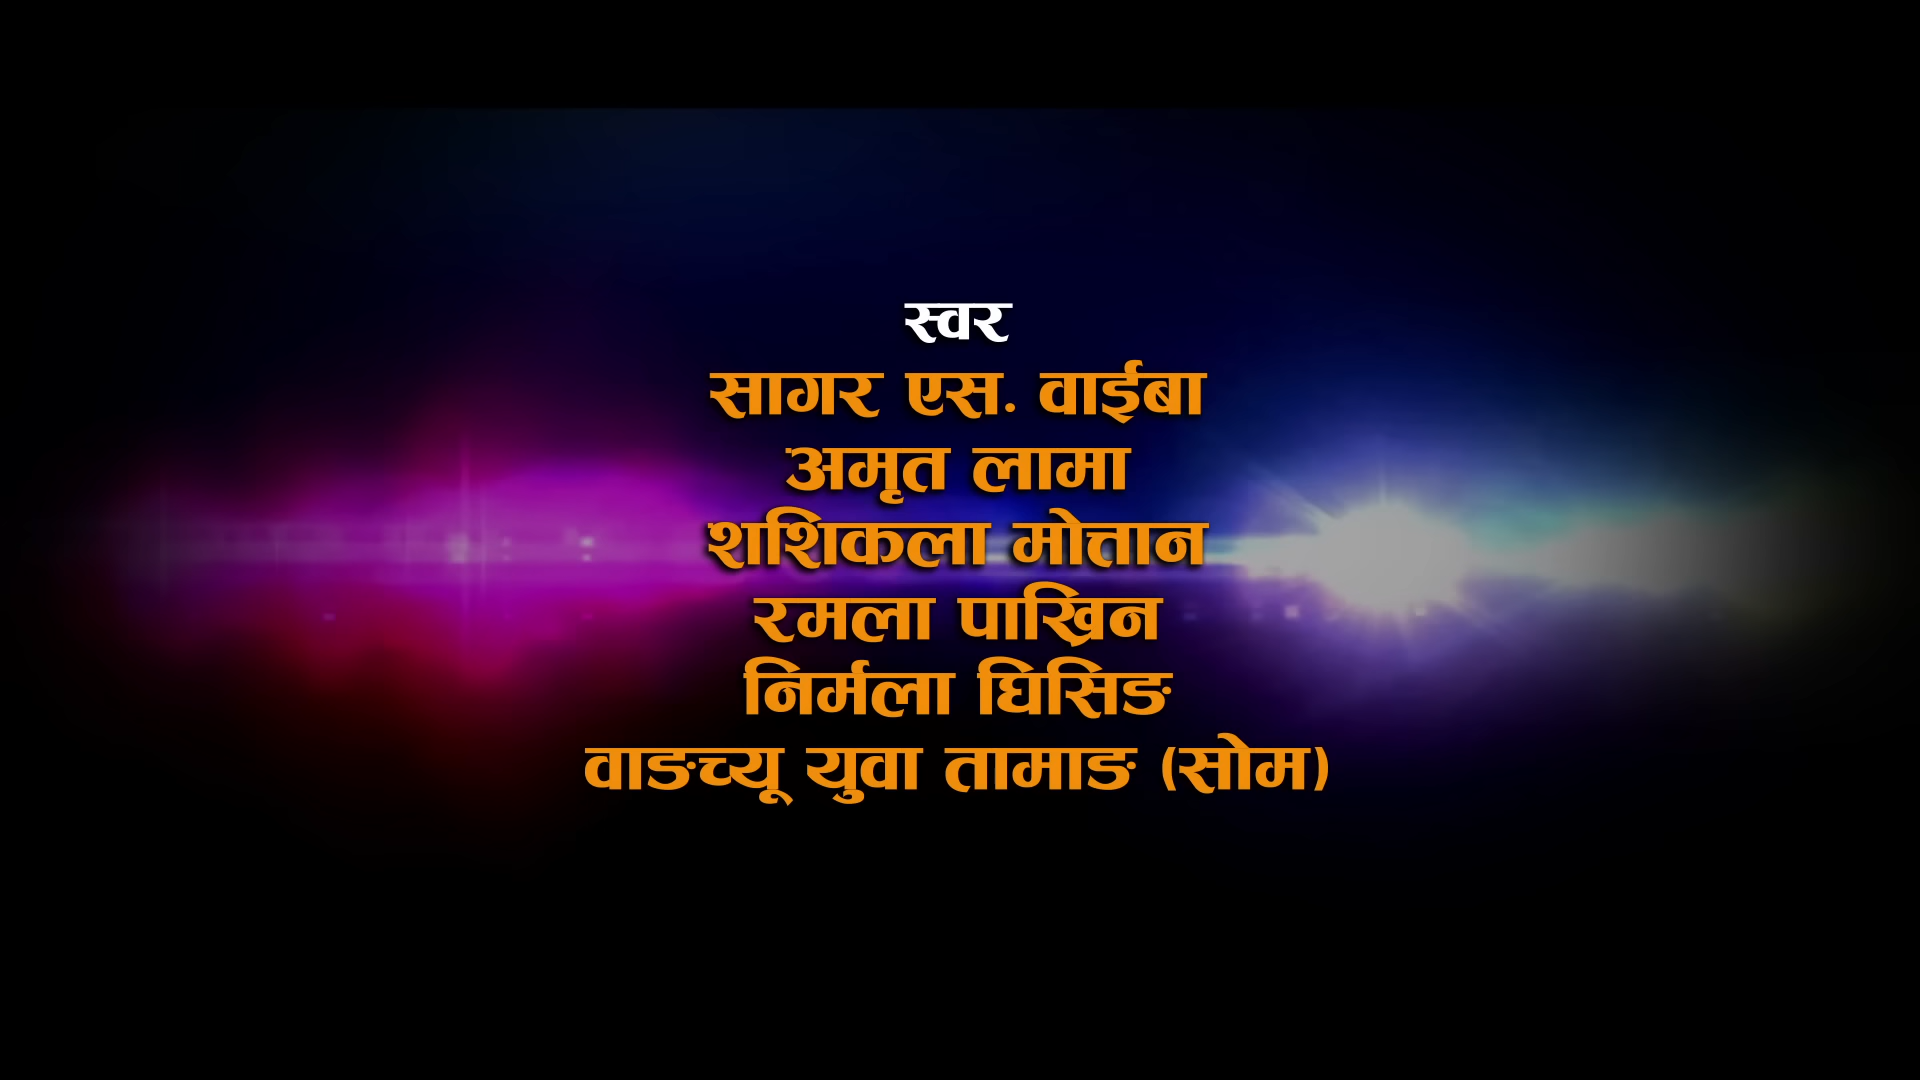 स्वर
सागर एस. वाईबा
अमृत लामा
शशिकला मोत्तान
रमला पाख्रिन
निर्मला घिसिङ
वाङच्यू युवा तामाङ (सोम)